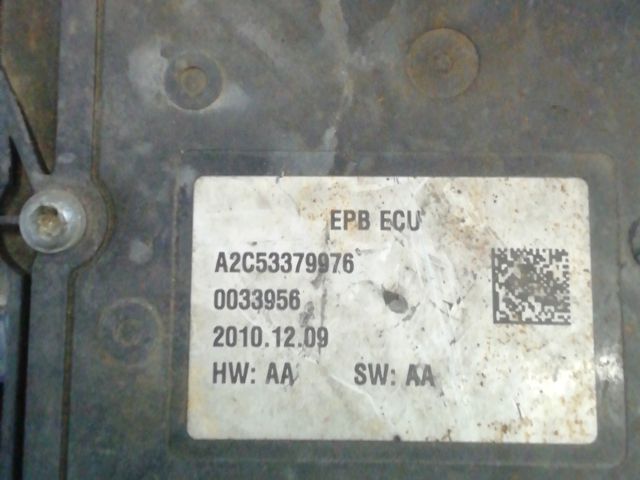 EPB ECU
A2C53379976
0033956
2010.12.09
HW: AA SW: AA